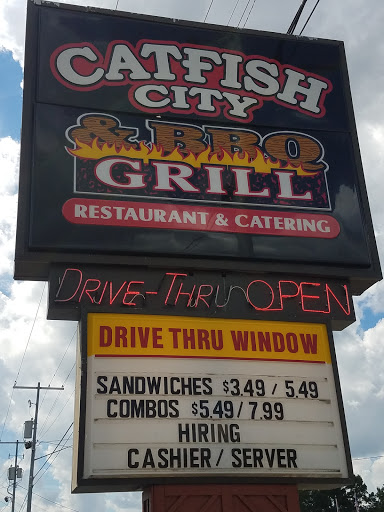 CATFISH
CITY
& BBQ
GRILL
RESTAURANT & CATERING
DRIVE-THRU OPEN
DRIVE THRU WINDOW
SANDWICHES $3.49 / 5.49
COMBOS $5.49 / 7.99
HIRING
CASHIER / SERVER